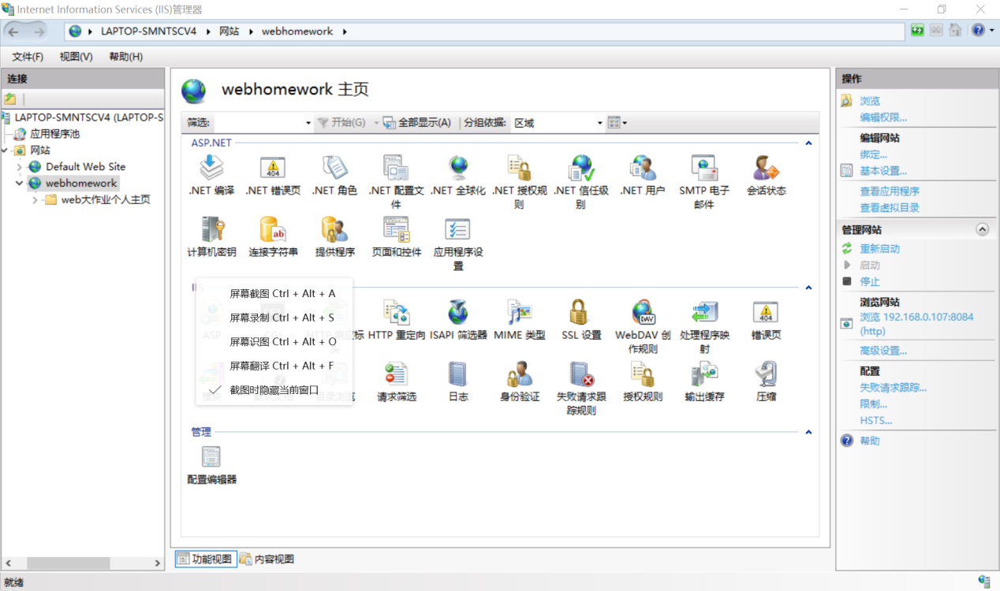 Internet Information Services (IIS)管理器
LAPTOP-SMNTSCV4 网站 webhomework
文件(F) 视图(V) 帮助(H)
连接
LAPTOP-SMNTSCV4 (LAPTOP-S
应用程序池
网站
Default Web Site
webhomework
web大作业个人主页
webhomework 主页
筛选: 开始(G) 全部显示(A) 分组依据: 区域
ASP.NET
.NET 编译 .NET 错误页 .NET 角色 .NET 配置文件 .NET 全球化 .NET 授权规则 .NET 信任级别 .NET 用户 SMTP 电子邮件 会话状态
计算机密钥 连接字符串 提供程序 页面和控件 应用程序设置
IIS
屏幕截图 Ctrl + Alt + A
屏幕录制 Ctrl + Alt + S
屏幕识图 Ctrl + Alt + O
屏幕翻译 Ctrl + Alt + F
截图时隐藏当前窗口
ASP
HTTP 重定向 ISAPI 筛选器 MIME 类型 SSL 设置 WebDAV 创作规则 处理程序映射 错误页
请求筛选 日志 身份验证 失败请求跟踪规则 授权规则 输出缓存 压缩
管理
配置编辑器
功能视图 内容视图
操作
浏览
编辑权限...
编辑网站
绑定...
基本设置...
查看应用程序
查看虚拟目录
管理网站
重新启动
启动
停止
浏览网站
浏览 192.168.0.107:8084
(http)
高级设置...
配置
失败请求跟踪...
限制...
HSTS...
帮助
就绪